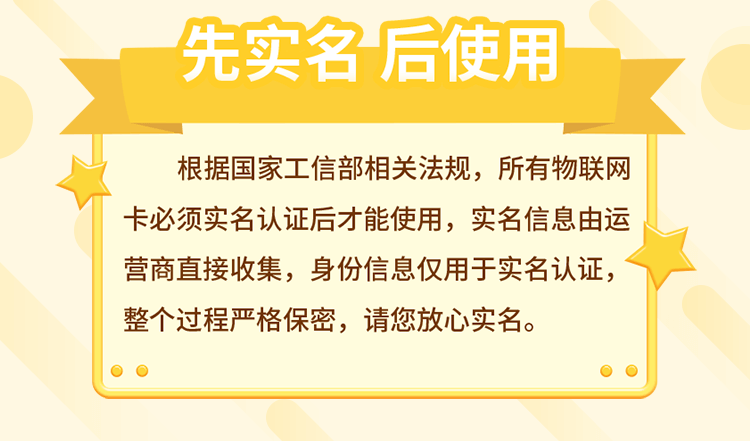 先实名 后使用
根据国家工信部相关法规，所有物联网
卡必须实名认证后才能使用，实名信息由运
营商直接收集，身份信息仅用于实名认证，
整个过程严格保密，请您放心实名。